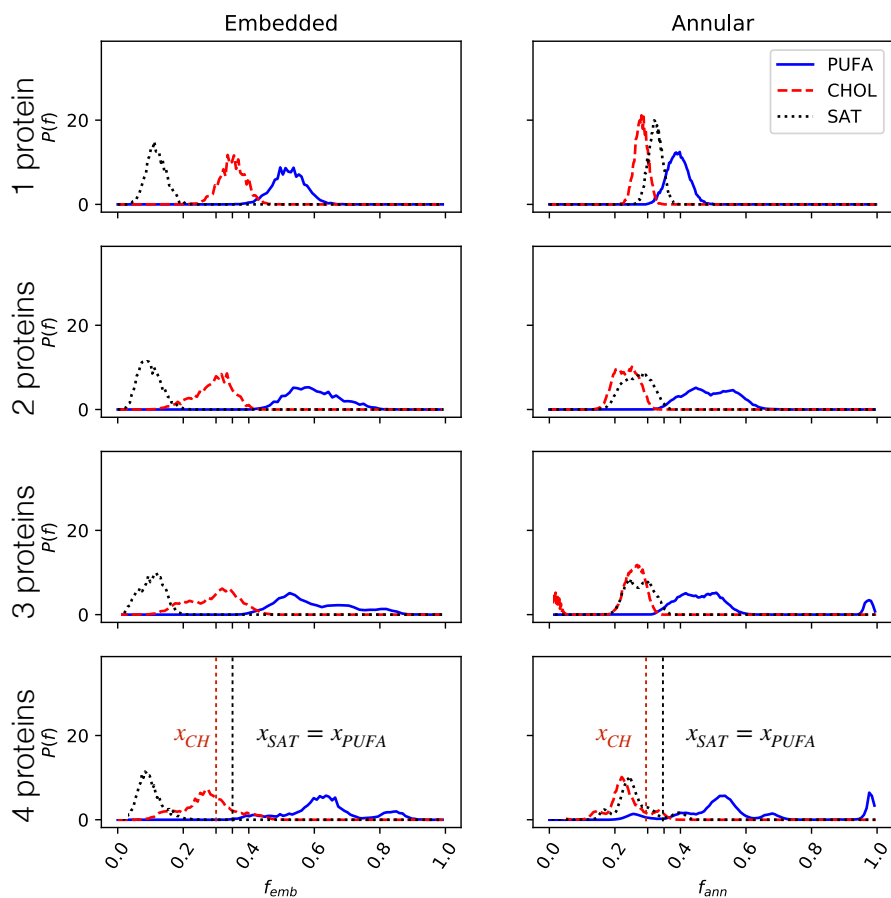 Embedded
Annular
1 protein
P(f)
20
0
PUFA
CHOL
SAT
2 proteins
P(f)
20
0
3 proteins
P(f)
20
0
4 proteins
P(f)
20
0
x_CH
x_SAT = x_PUFA
x_CH
x_SAT = x_PUFA
0.0 0.2 0.4 0.6 0.8 1.0
0.0 0.2 0.4 0.6 0.8 1.0
f_emb
f_ann